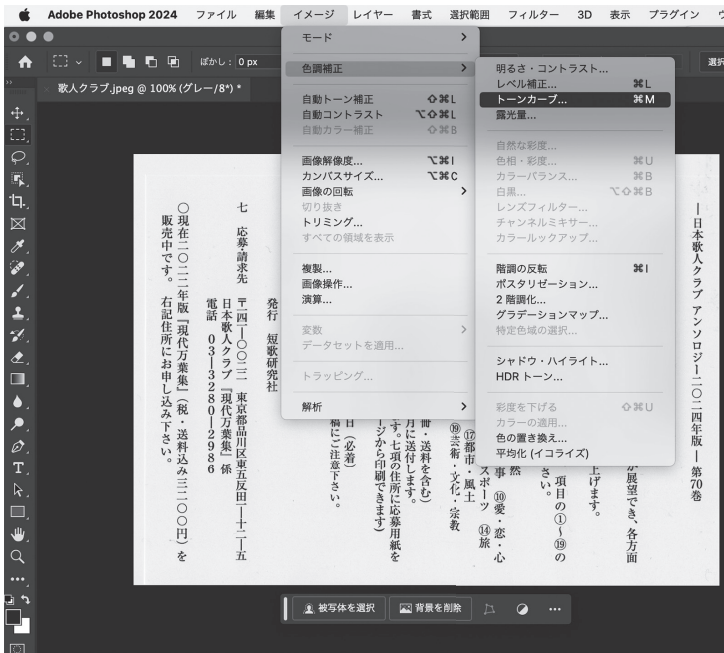 Adobe Photoshop 2024 ファイル 編集 イメージ レイヤー 書式 選択範囲 フィルター 3D 表示 プラグイン
ぼかし: 0 px
選択
歌人クラブ.jpeg @ 100% (グレー/8*) *
モード
色調補正
自動トーン補正 ⇧⌘L
自動コントラスト ⌥⇧⌘L
自動カラー補正 ⇧⌘B
画像解像度... ⌥⌘I
カンバスサイズ... ⌥⌘C
画像の回転
切り抜き
トリミング...
すべての領域を表示
複製...
画像操作...
演算...
変数
データセットを適用...
トラッピング...
解析
明るさ・コントラスト...
レベル補正... ⌘L
トーンカーブ... ⌘M
露光量...
自然な彩度...
色相・彩度... ⌘U
カラーバランス... ⌘B
白黒... ⌥⇧⌘B
レンズフィルター...
チャンネルミキサー...
カラールックアップ...
階調の反転 ⌘I
ポスタリゼーション...
2 階調化...
グラデーションマップ...
特定色域の選択...
シャドウ・ハイライト...
HDR トーン...
彩度を下げる ⇧⌘U
カラーの適用...
色の置き換え...
平均化 (イコライズ)
―日本歌人クラブ アンソロジー二〇二四年版―第70巻
が展望でき、各方面
上げます。
項目の①〜⑲の
さい。
然
事 ⑩愛・恋・心
スポーツ ⑭旅
⑰都市・風土
⑲芸術・文化・宗教
冊・送料を含む)
月に送付します。
す。七項の住所に応募用紙を
ージから印刷できます)
日(必着)
稿にご注意下さい。
発行 短歌研究社
七 応募・請求先
〒一四一―〇〇二二 東京都品川区東五反田一―十二―五
日本歌人クラブ『現代万葉集』係
電話 03―3280―2986
〇現在二〇二二年版『現代万葉集』(税・送料込み三二〇〇円)を
販売中です。右記住所にお申し込み下さい。
被写体を選択
背景を削除